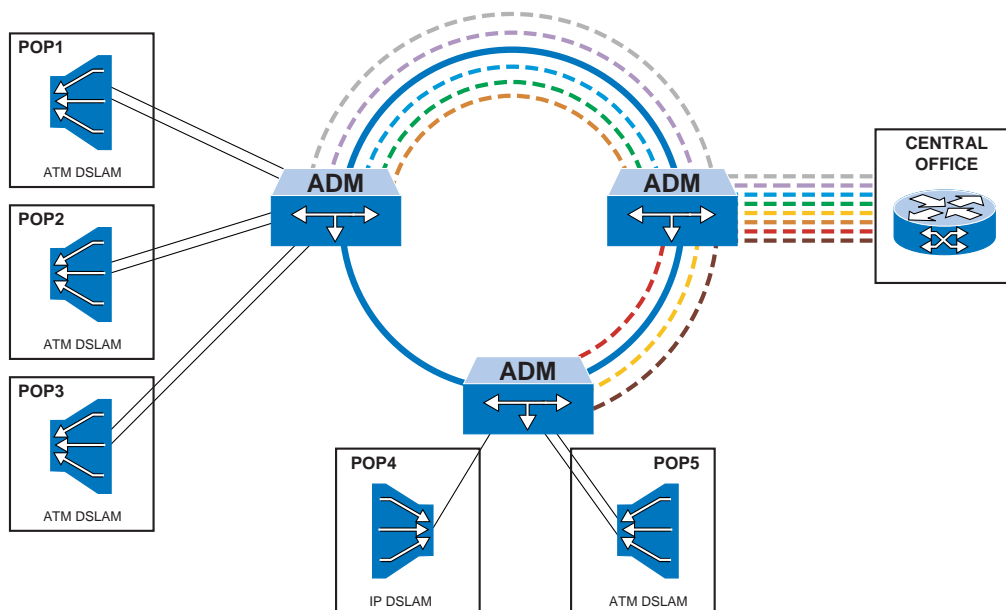 POP1
ATM DSLAM
POP2
ATM DSLAM
POP3
ATM DSLAM
ADM
ADM
ADM
CENTRAL
OFFICE
POP4
IP DSLAM
POP5
ATM DSLAM